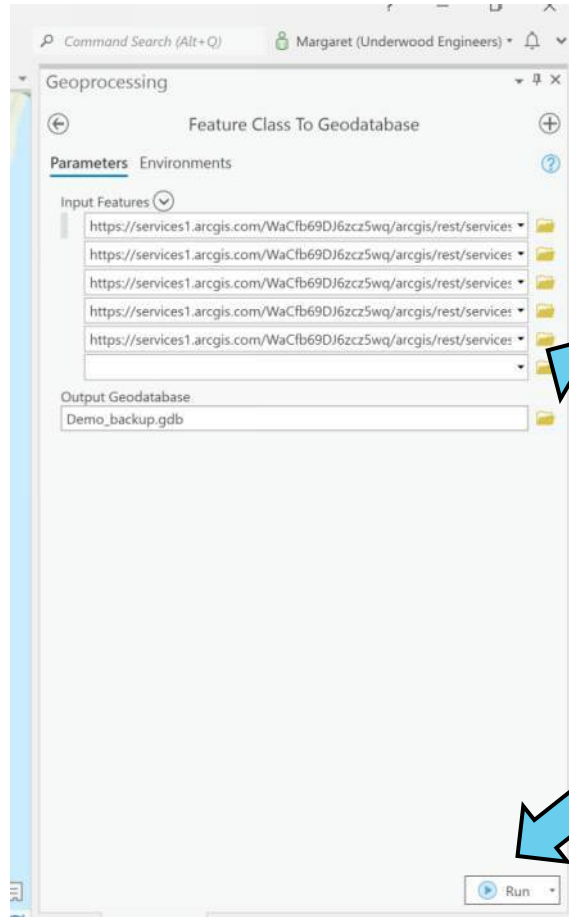 Command Search (Alt+Q) Margaret (Underwood Engineers)
Geoprocessing
Feature Class To Geodatabase
Parameters Environments
Input Features
https://services1.arcgis.com/WaCfb69DJ6zcz5wq/arcgis/rest/services
https://services1.arcgis.com/WaCfb69DJ6zcz5wq/arcgis/rest/services
https://services1.arcgis.com/WaCfb69DJ6zcz5wq/arcgis/rest/services
https://services1.arcgis.com/WaCfb69DJ6zcz5wq/arcgis/rest/services
https://services1.arcgis.com/WaCfb69DJ6zcz5wq/arcgis/rest/services
Output Geodatabase
Demo_backup.gdb
Run